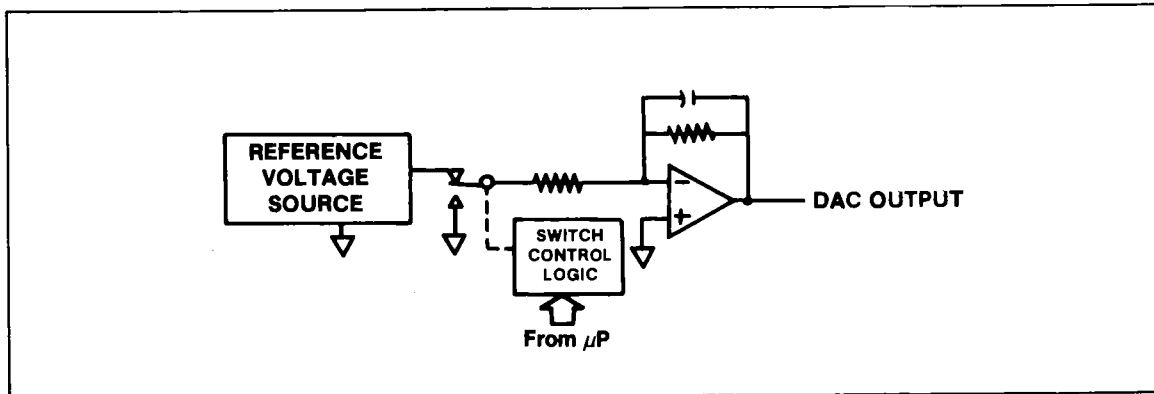 REFERENCE
VOLTAGE
SOURCE
−
+
DAC OUTPUT
SWITCH
CONTROL
LOGIC
From μP